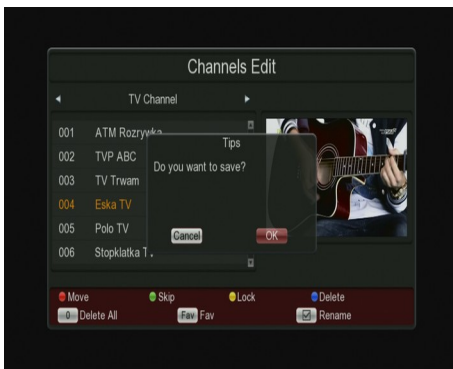 Channels Edit
TV Channel
001 ATM Rozrywka
002 TVP ABC
003 TV Trwam
004 Eska TV
005 Polo TV
006 Stopklatka
Tips
Do you want to save?
Cancel OK
Move Skip Lock Delete
0 Delete All Fav Fav Rename